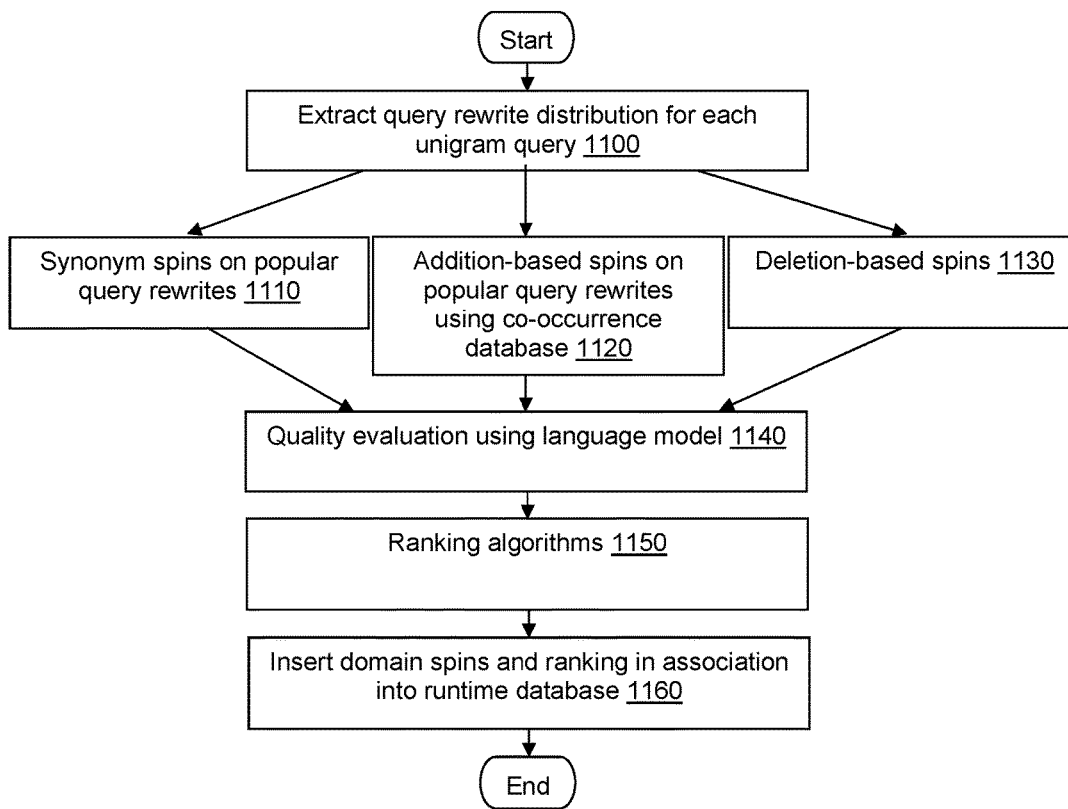 Start
Extract query rewrite distribution for each
unigram query 1100
Synonym spins on popular
query rewrites 1110
Addition-based spins on
popular query rewrites
using co-occurrence
database 1120
Deletion-based spins 1130
Quality evaluation using language model 1140
Ranking algorithms 1150
Insert domain spins and ranking in association
into runtime database 1160
End